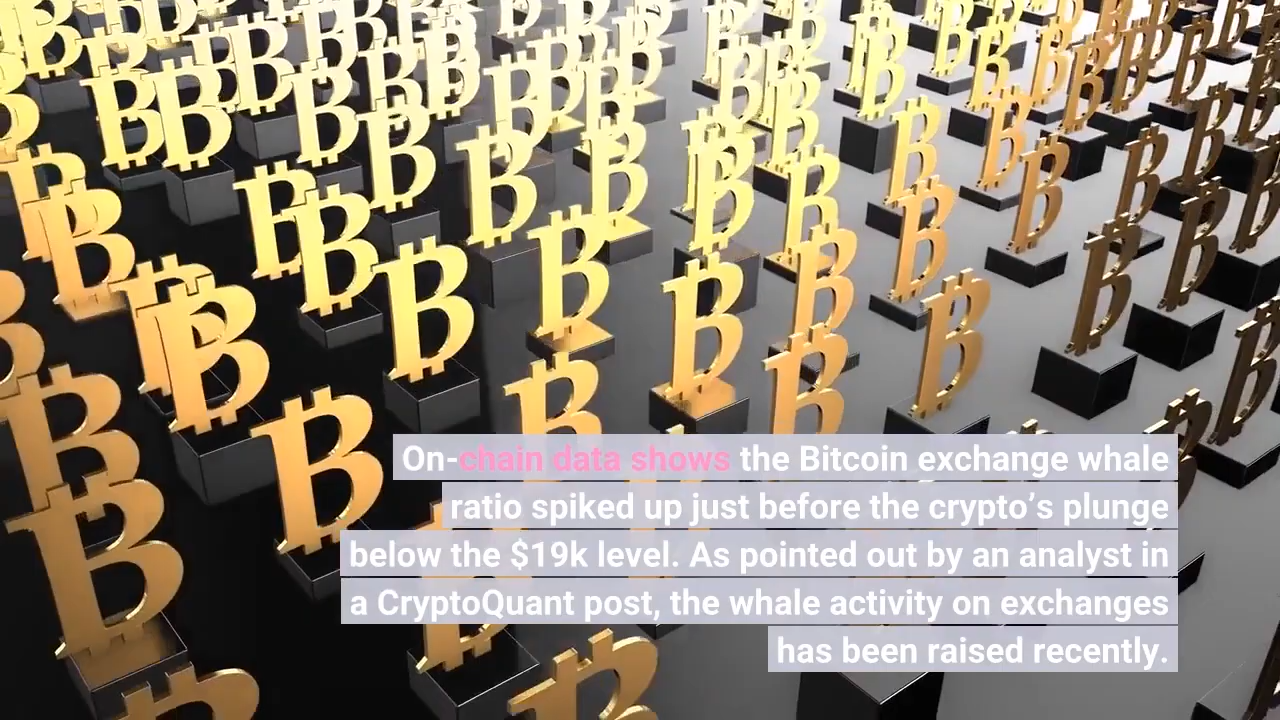 On-chain data shows the Bitcoin exchange whale
ratio spiked up just before the crypto’s plunge
below the $19k level. As pointed out by an analyst in
a CryptoQuant post, the whale activity on exchanges
has been raised recently.